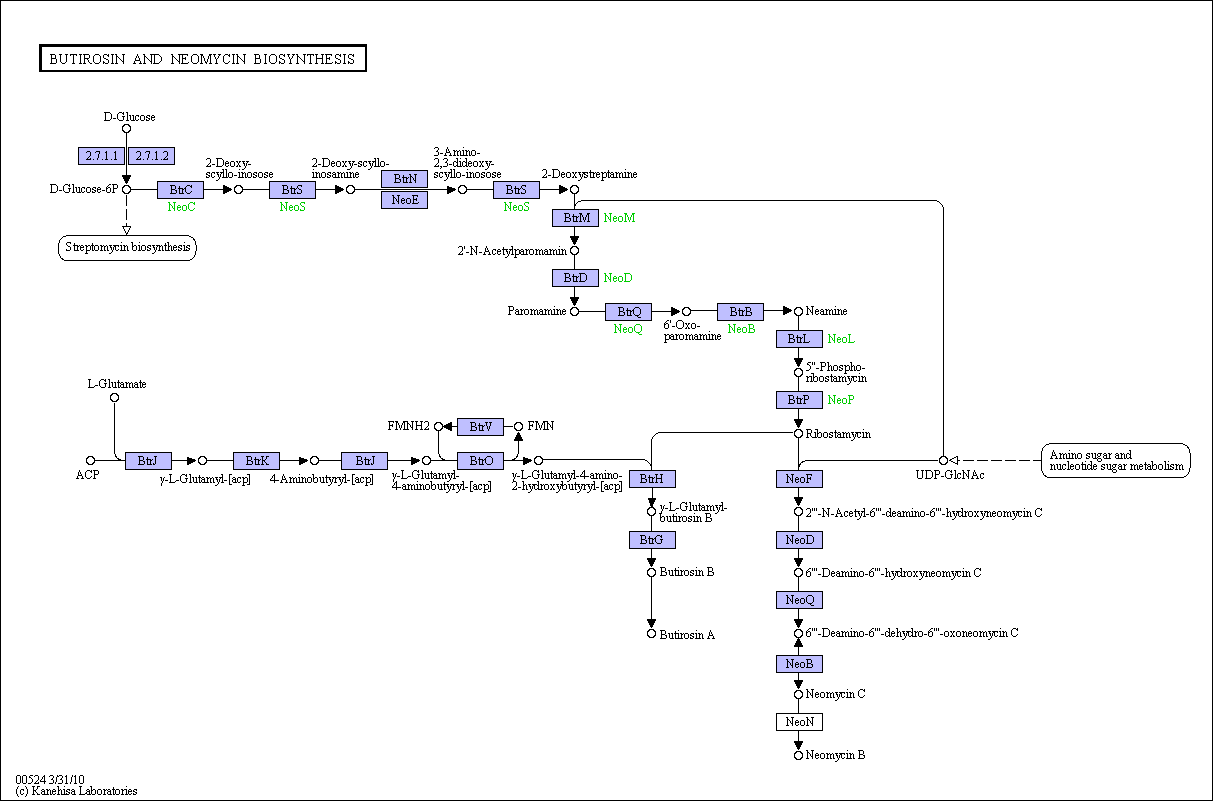 BUTIROSIN AND NEOMYCIN BIOSYNTHESIS
D-Glucose
2.7.1.1
2.7.1.2
D-Glucose-6P
BtrC
NeoC
2-Deoxy-
scyllo-inosose
BtrS
NeoS
2-Deoxy-scyllo-
inosamine
BtrN
NeoE
3-Amino-
2,3-dideoxy-
scyllo-inosose
BtrS
NeoS
2-Deoxystreptamine
Streptomycin biosynthesis
BtrM
NeoM
2'-N-Acetylparomamin
BtrD
NeoD
Paromamine
BtrQ
NeoQ
6'-Oxo-
paromamine
BtrB
NeoB
Neamine
BtrL
NeoL
5''-Phospho-
ribostamycin
BtrP
NeoP
Ribostamycin
L-Glutamate
ACP
BtrJ
γ-L-Glutamyl-[acp]
BtrK
4-Aminobutyryl-[acp]
BtrJ
γ-L-Glutamyl-
4-aminobutyryl-[acp]
FMNH2
BtrV
FMN
BtrO
γ-L-Glutamyl-4-amino-
2-hydroxybutyryl-[acp]
BtrH
γ-L-Glutamyl-
butirosin B
BtrG
Butirosin B
Butirosin A
UDP-GlcNAc
Amino sugar and
nucleotide sugar metabolism
NeoF
2'''-N-Acetyl-6'''-deamino-6'''-hydroxyneomycin C
NeoD
6'''-Deamino-6'''-hydroxyneomycin C
NeoQ
6'''-Deamino-6'''-dehydro-6'''-oxoneomycin C
NeoB
Neomycin C
NeoN
Neomycin B
00524 3/31/10
(c) Kanehisa Laboratories